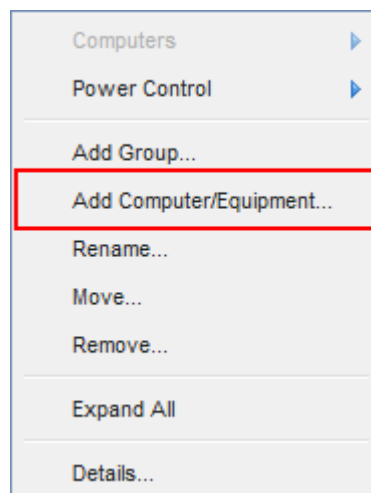 Computers
Power Control
Add Group...
Add Computer/Equipment...
Rename...
Move...
Remove...
Expand All
Details...